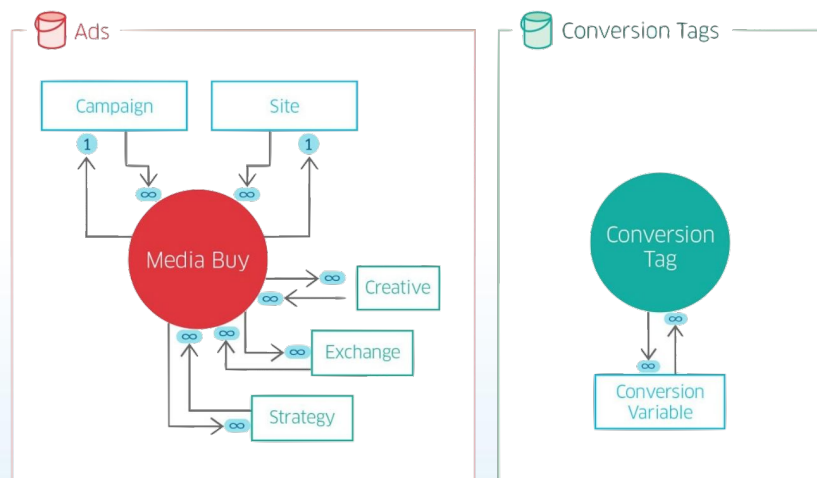 Ads
Conversion Tags
Campaign
Site
1
1
∞
∞
Media Buy
Conversion
Tag
∞
∞
Creative
∞
∞
∞
Exchange
∞
∞
∞
Strategy
∞
Conversion
Variable